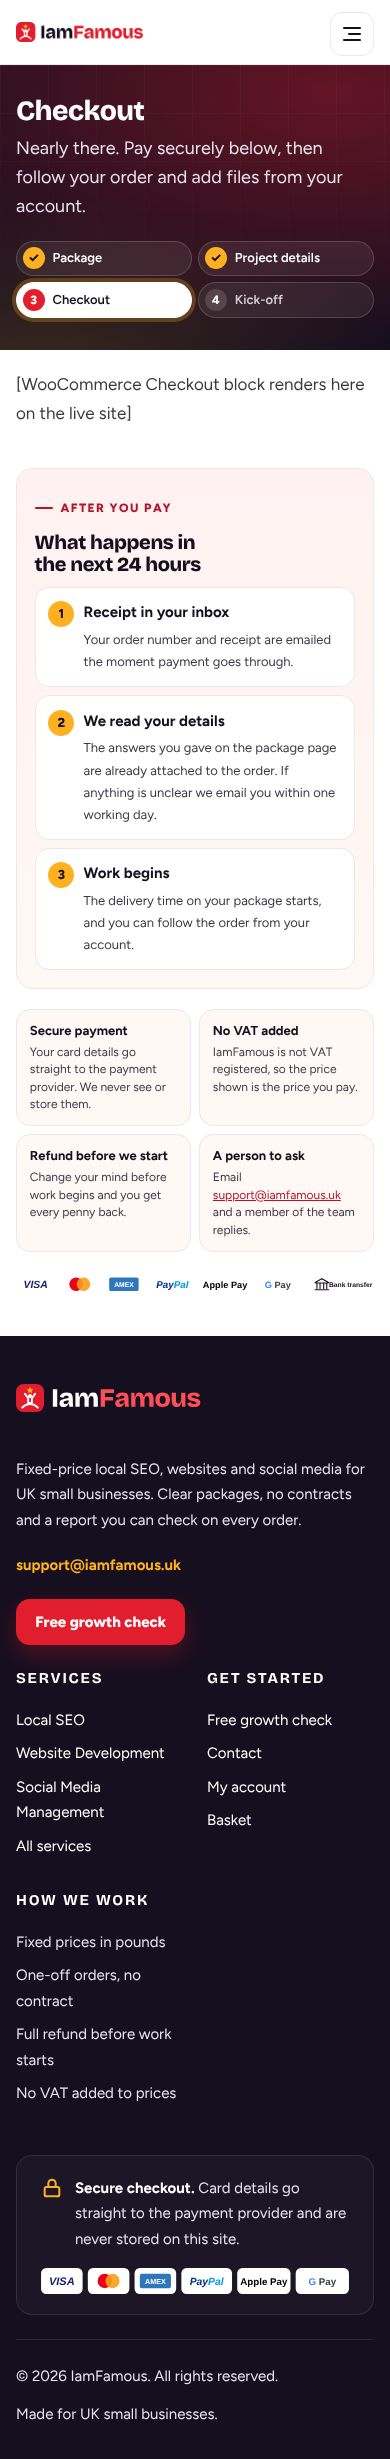 IamFamous
Checkout
Nearly there. Pay securely below, then
follow your order and add files from your
account.
Package
Project details
3 Checkout
4 Kick-off
[WooCommerce Checkout block renders here
on the live site]
AFTER YOU PAY
What happens in
the next 24 hours
1 Receipt in your inbox
Your order number and receipt are emailed
the moment payment goes through.
2 We read your details
The answers you gave on the package page
are already attached to the order. If
anything is unclear we email you within one
working day.
3 Work begins
The delivery time on your package starts,
and you can follow the order from your
account.
Secure payment
Your card details go
straight to the payment
provider. We never see or
store them.
No VAT added
IamFamous is not VAT
registered, so the price
shown is the price you pay.
Refund before we start
Change your mind before
work begins and you get
every penny back.
A person to ask
Email
support@iamfamous.uk
and a member of the team
replies.
VISA AMEX PayPal Apple Pay G Pay Bank transfer
IamFamous
Fixed-price local SEO, websites and social media for
UK small businesses. Clear packages, no contracts
and a report you can check on every order.
support@iamfamous.uk
Free growth check
SERVICES
Local SEO
Website Development
Social Media
Management
All services
GET STARTED
Free growth check
Contact
My account
Basket
HOW WE WORK
Fixed prices in pounds
One-off orders, no
contract
Full refund before work
starts
No VAT added to prices
Secure checkout. Card details go
straight to the payment provider and are
never stored on this site.
VISA AMEX PayPal Apple Pay G Pay
© 2026 IamFamous. All rights reserved.
Made for UK small businesses.